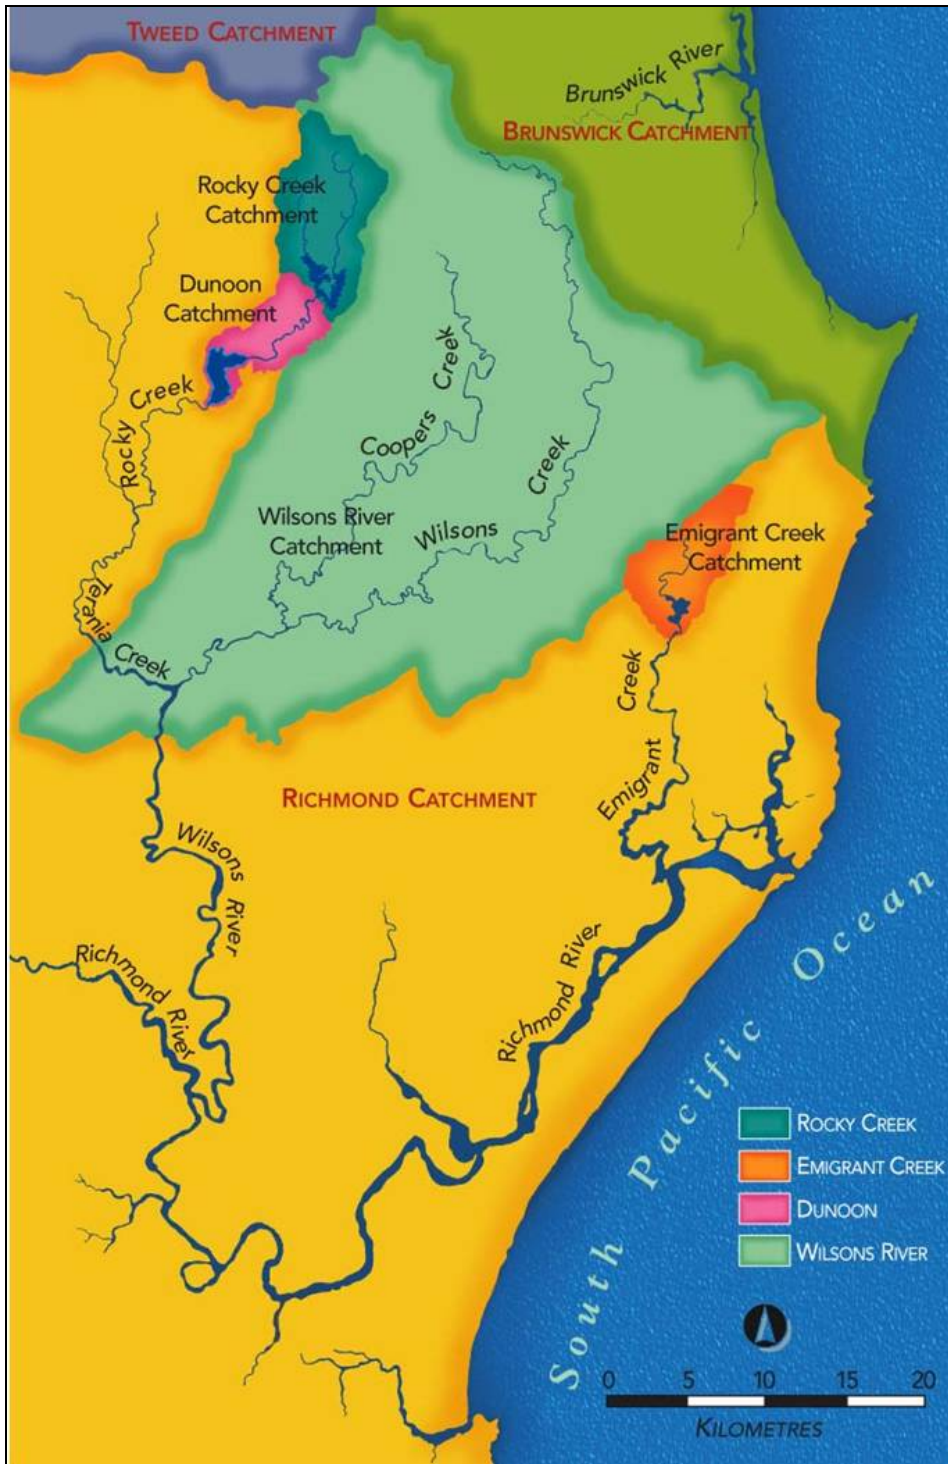 TWEED CATCHMENT
Brunswick River
BRUNSWICK CATCHMENT
Rocky Creek
Catchment
Dunoon
Catchment
Rocky Creek
Coopers Creek
Wilsons Creek
Wilsons River
Catchment
Emigrant Creek
Catchment
Terania Creek
Emigrant Creek
RICHMOND CATCHMENT
Wilsons River
Richmond River
Richmond River
South Pacific Ocean
ROCKY CREEK
EMIGRANT CREEK
DUNOON
WILSONS RIVER
0 5 10 15 20
KILOMETRES